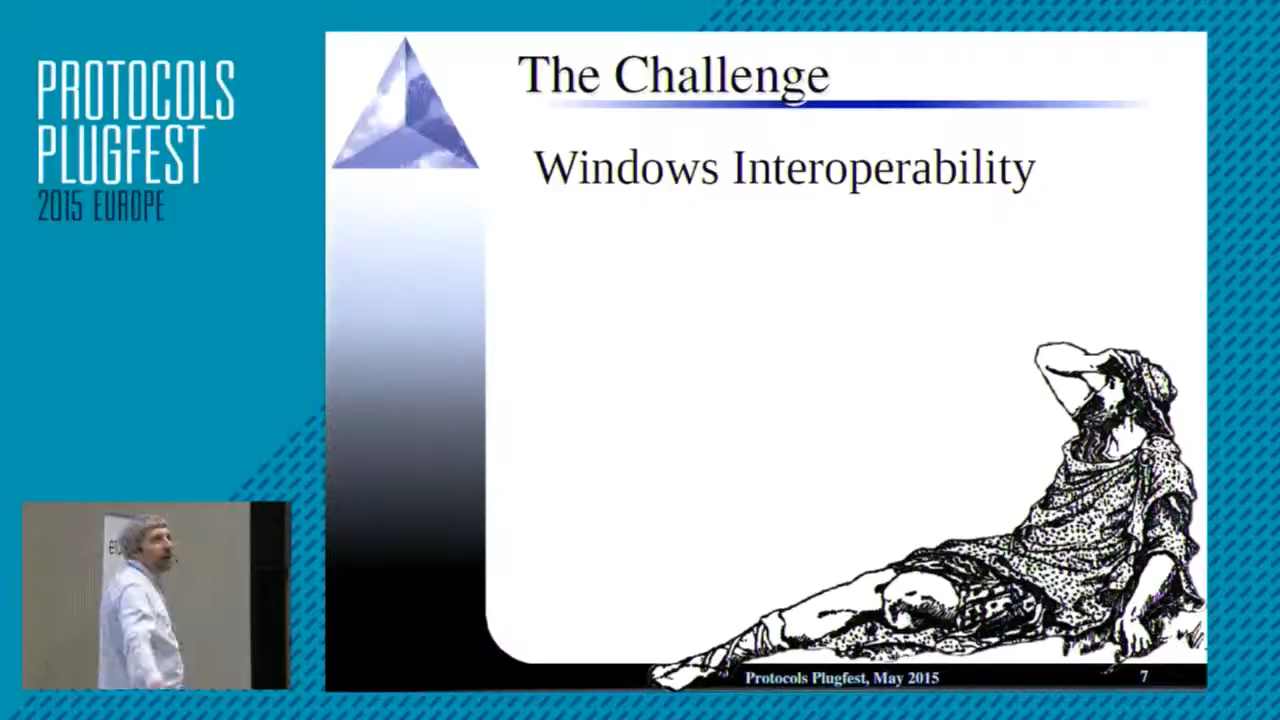 PROTOCOLS
PLUGFEST
2015 EUROPE
The Challenge
Windows Interoperability
Protocols Plugfest, May 2015
7